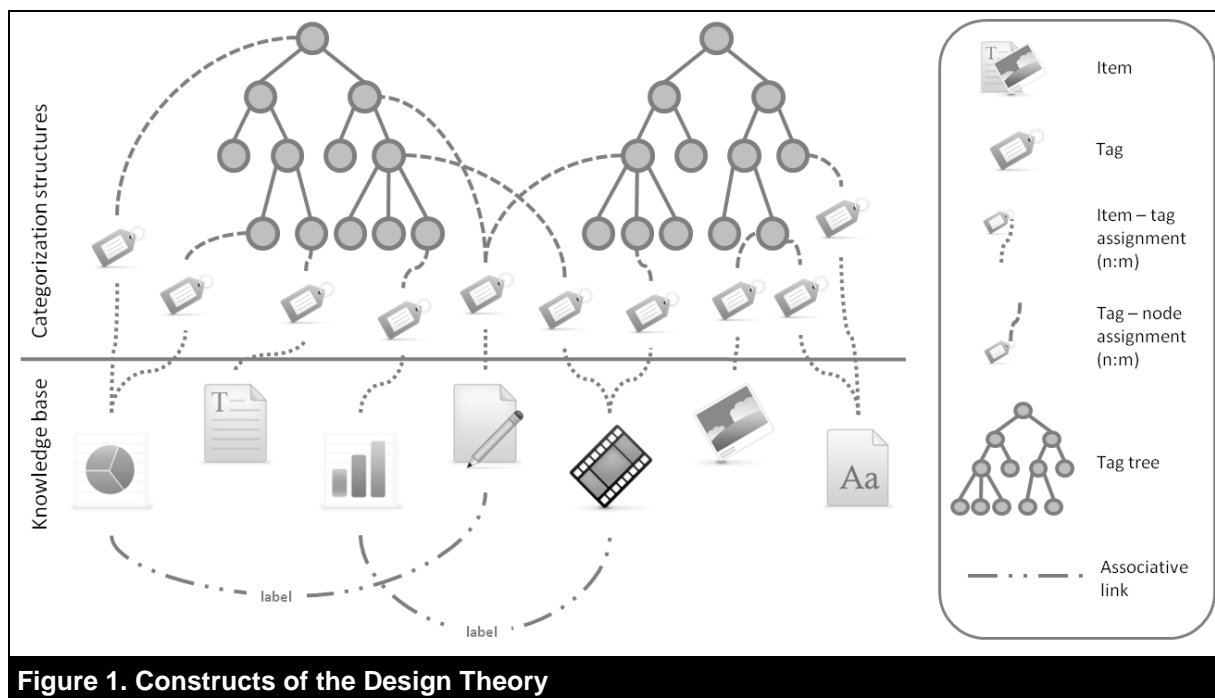 Categorization structures
Knowledge base
T
Aa
label
label
T
Item
Tag
Item – tag
assignment
(n:m)
Tag – node
assignment
(n:m)
Tag tree
Associative
link
Figure 1. Constructs of the Design Theory